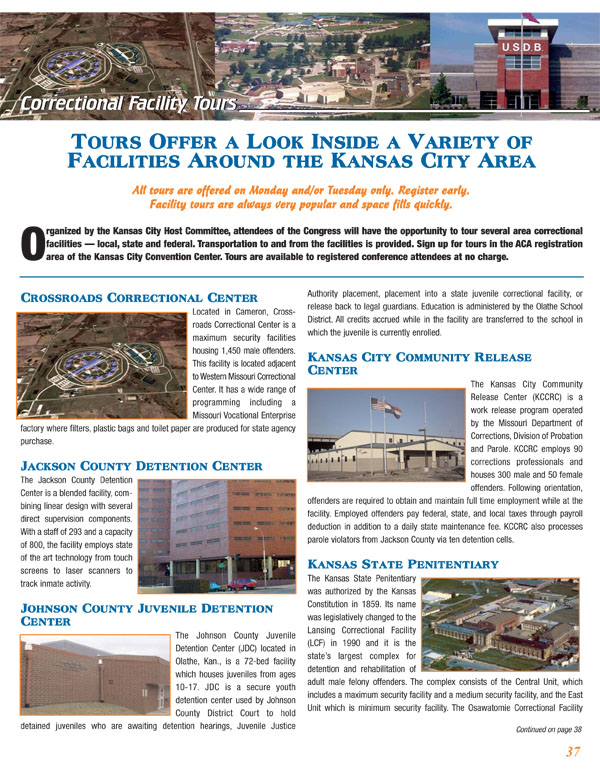 U.S.D.B.
Correctional Facility Tours
TOURS OFFER A LOOK INSIDE A VARIETY OF
FACILITIES AROUND THE KANSAS CITY AREA
All tours are offered on Monday and/or Tuesday only. Register early.
Facility tours are always very popular and space fills quickly.
Organized by the Kansas City Host Committee, attendees of the Congress will have the opportunity to tour several area correctional
facilities — local, state and federal. Transportation to and from the facilities is provided. Sign up for tours in the ACA registration
area of the Kansas City Convention Center. Tours are available to registered conference attendees at no charge.
CROSSROADS CORRECTIONAL CENTER
Located in Cameron, Cross-
roads Correctional Center is a
maximum security facilities
housing 1,450 male offenders.
This facility is located adjacent
to Western Missouri Correctional
Center. It has a wide range of
programming including a
Missouri Vocational Enterprise
factory where filters, plastic bags and toilet paper are produced for state agency
purchase.
JACKSON COUNTY DETENTION CENTER
The Jackson County Detention
Center is a blended facility, com-
bining linear design with several
direct supervision components.
With a staff of 293 and a capacity
of 800, the facility employs state
of the art technology from touch
screens to laser scanners to
track inmate activity.
JOHNSON COUNTY JUVENILE DETENTION
CENTER
The Johnson County Juvenile
Detention Center (JDC) located in
Olathe, Kan., is a 72-bed facility
which houses juveniles from ages
10-17. JDC is a secure youth
detention center used by Johnson
County District Court to hold
detained juveniles who are awaiting detention hearings, Juvenile Justice
Authority placement, placement into a state juvenile correctional facility, or
release back to legal guardians. Education is administered by the Olathe School
District. All credits accrued while in the facility are transferred to the school in
which the juvenile is currently enrolled.
KANSAS CITY COMMUNITY RELEASE
CENTER
The Kansas City Community
Release Center (KCCRC) is a
work release program operated
by the Missouri Department of
Corrections, Division of Probation
and Parole. KCCRC employs 90
corrections professionals and
houses 300 male and 50 female
offenders. Following orientation,
offenders are required to obtain and maintain full time employment while at the
facility. Employed offenders pay federal, state, and local taxes through payroll
deduction in addition to a daily state maintenance fee. KCCRC also processes
parole violators from Jackson County via ten detention cells.
KANSAS STATE PENITENTIARY
The Kansas State Penitentiary
was authorized by the Kansas
Constitution in 1859. Its name
was legislatively changed to the
Lansing Correctional Facility
(LCF) in 1990 and it is the
state's largest complex for
detention and rehabilitation of
adult male felony offenders. The complex consists of the Central Unit, which
includes a maximum security facility and a medium security facility, and the East
Unit which is minimum security facility. The Osawatomie Correctional Facility
Continued on page 38
37